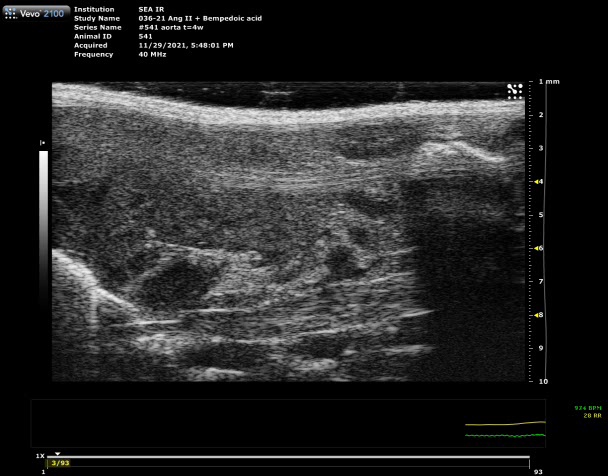 Vevo 2100
Institution SEA IR
Study Name 036-21 Ang II + Bempedoic acid
Series Name #541 aorta t=4w
Animal ID 541
Acquired 11/29/2021, 5:48:01 PM
Frequency 40 MHz
1 mm
2
3
4
5
6
7
8
9
10
28 RR
1X
3/93
1
93